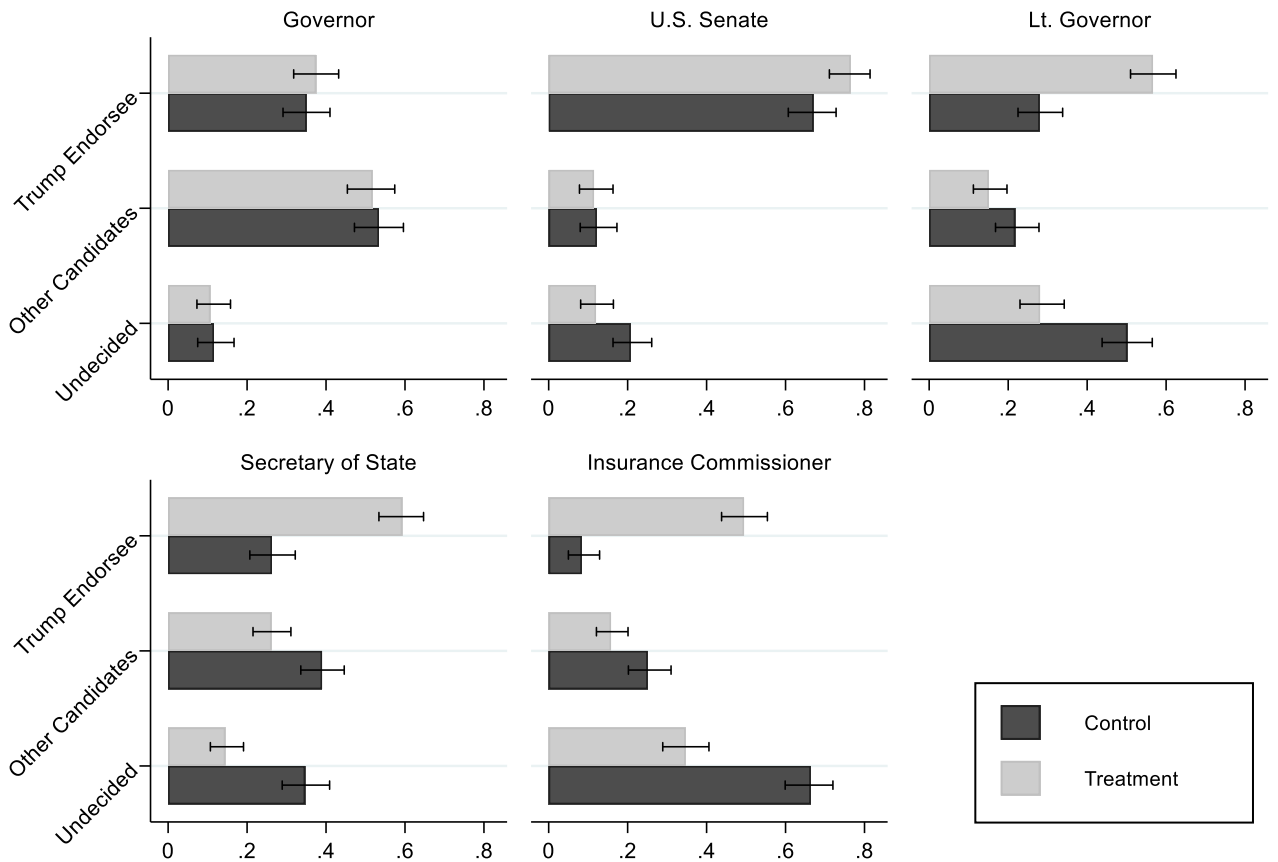 Governor
U.S. Senate
Lt. Governor
Trump Endorsee
Other Candidates
Undecided
0 .2 .4 .6 .8
0 .2 .4 .6 .8
0 .2 .4 .6 .8
Secretary of State
Insurance Commissioner
Trump Endorsee
Other Candidates
Undecided
0 .2 .4 .6 .8
0 .2 .4 .6 .8
Control
Treatment